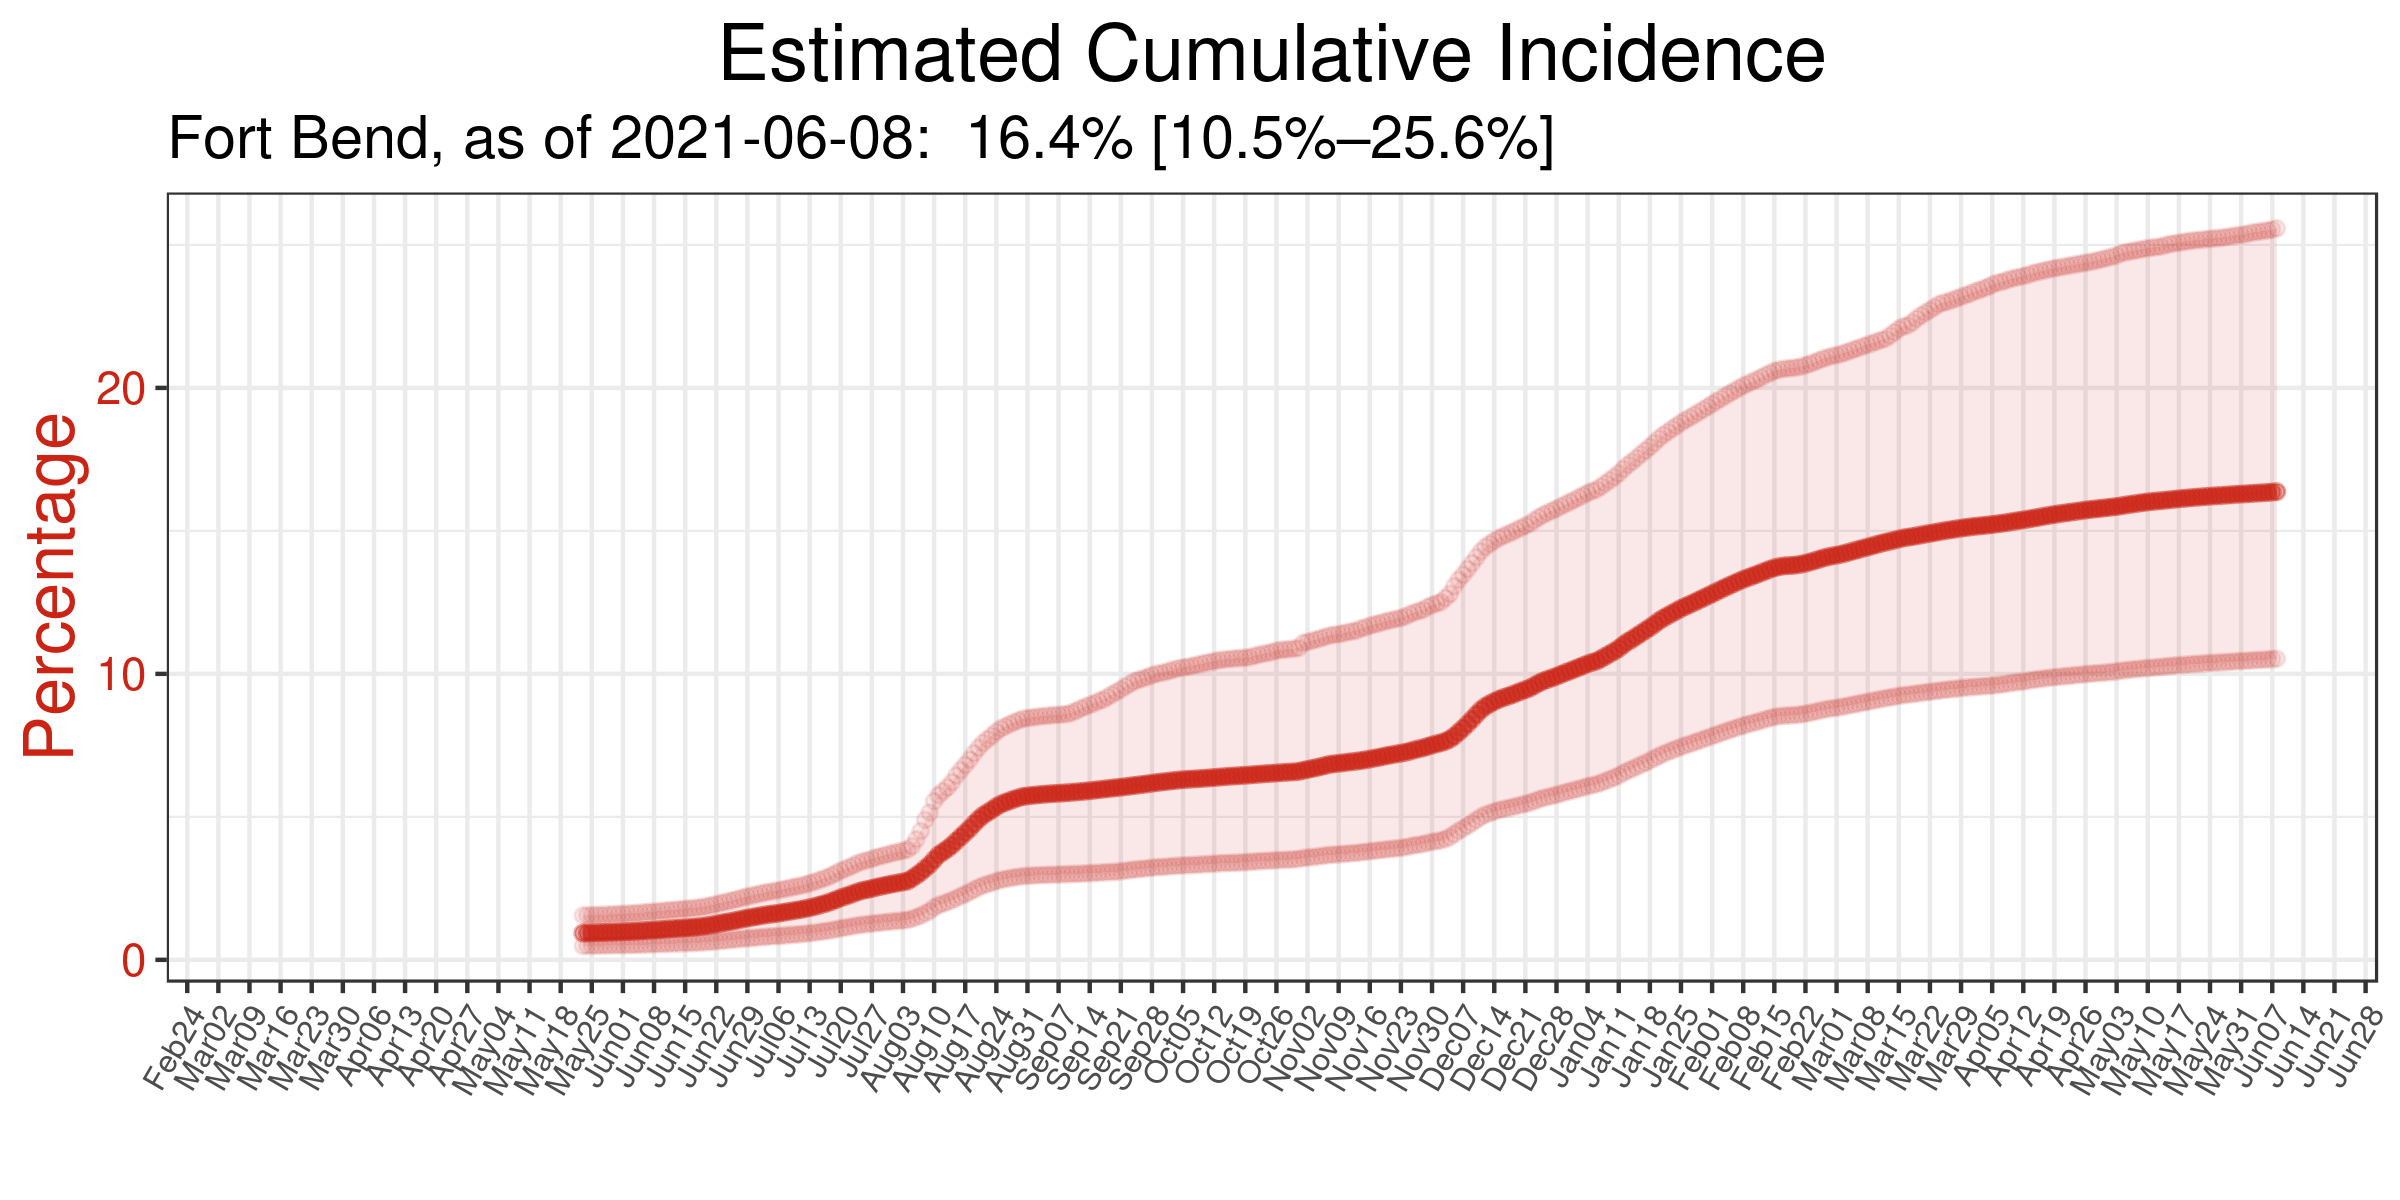 Estimated Cumulative Incidence
Fort Bend, as of 2021-06-08:  16.4% [10.5%–25.6%]
Percentage
20
10
0
Feb24
Mar02
Mar09
Mar16
Mar23
Mar30
Apr06
Apr13
Apr20
Apr27
May04
May11
May18
May25
Jun01
Jun08
Jun15
Jun22
Jun29
Jul06
Jul13
Jul20
Jul27
Aug03
Aug10
Aug17
Aug24
Aug31
Sep07
Sep14
Sep21
Sep28
Oct05
Oct12
Oct19
Oct26
Nov02
Nov09
Nov16
Nov23
Nov30
Dec07
Dec14
Dec21
Dec28
Jan04
Jan11
Jan18
Jan25
Feb01
Feb08
Feb15
Feb22
Mar01
Mar08
Mar15
Mar22
Mar29
Apr05
Apr12
Apr19
Apr26
May03
May10
May17
May24
May31
Jun07
Jun14
Jun21
Jun28